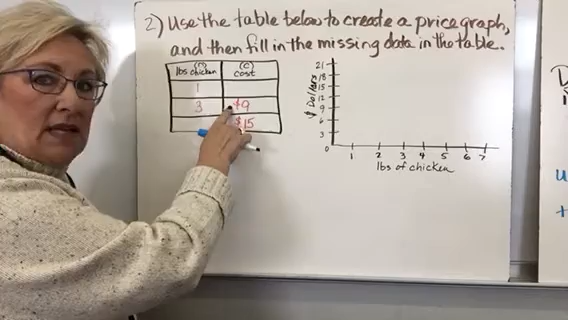 2) Use the table below to create a price graph,
and then fill in the missing data in the table.
(n) (c)
lbs chicken cost
1
3 $9
$15
$ Dollars
21
18
15
12
9
6
3
0
1 2 3 4 5 6 7
lbs of chicken
u
+